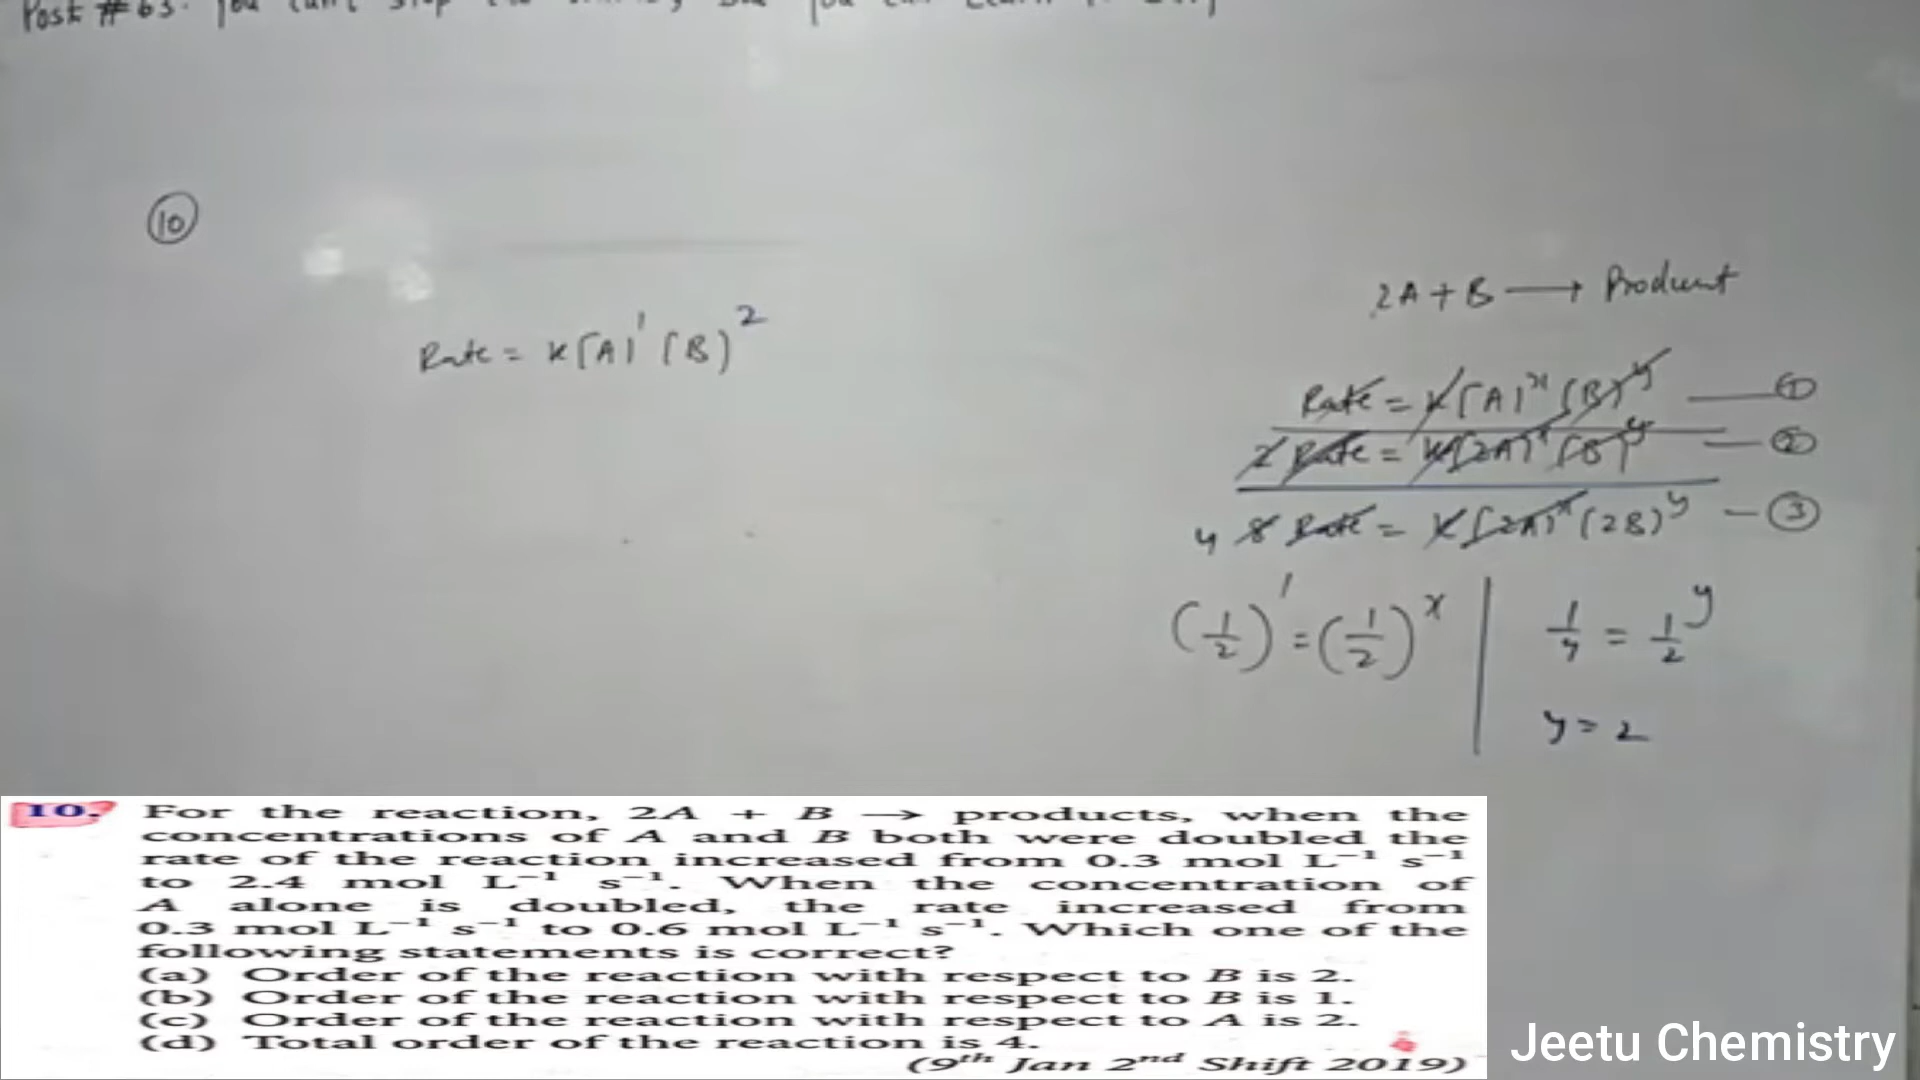 Post #63. you can't stop
⑩
2A + B ⟶ Product
Rate = K[A]¹ [B]²
Rate = K[A]ˣ [B]ʸ —①
2 Rate = K[2A]ˣ [B]ʸ —②
4 8 Rate = K[2A]ˣ (2B)ʸ —③
(1/2)¹ = (1/2)ˣ
1/4 = 1/2 ʸ
y = 2
10. For the reaction, 2A + B → products, when the
concentrations of A and B both were doubled the
rate of the reaction increased from 0.3 mol L⁻¹ s⁻¹
to 2.4 mol L⁻¹ s⁻¹. When the concentration of
A alone is doubled, the rate increased from
0.3 mol L⁻¹ s⁻¹ to 0.6 mol L⁻¹ s⁻¹. Which one of the
following statements is correct?
(a) Order of the reaction with respect to B is 2.
(b) Order of the reaction with respect to B is 1.
(c) Order of the reaction with respect to A is 2.
(d) Total order of the reaction is 4.
(9ᵗʰ Jan 2ⁿᵈ Shift 2019)
Jeetu Chemistry